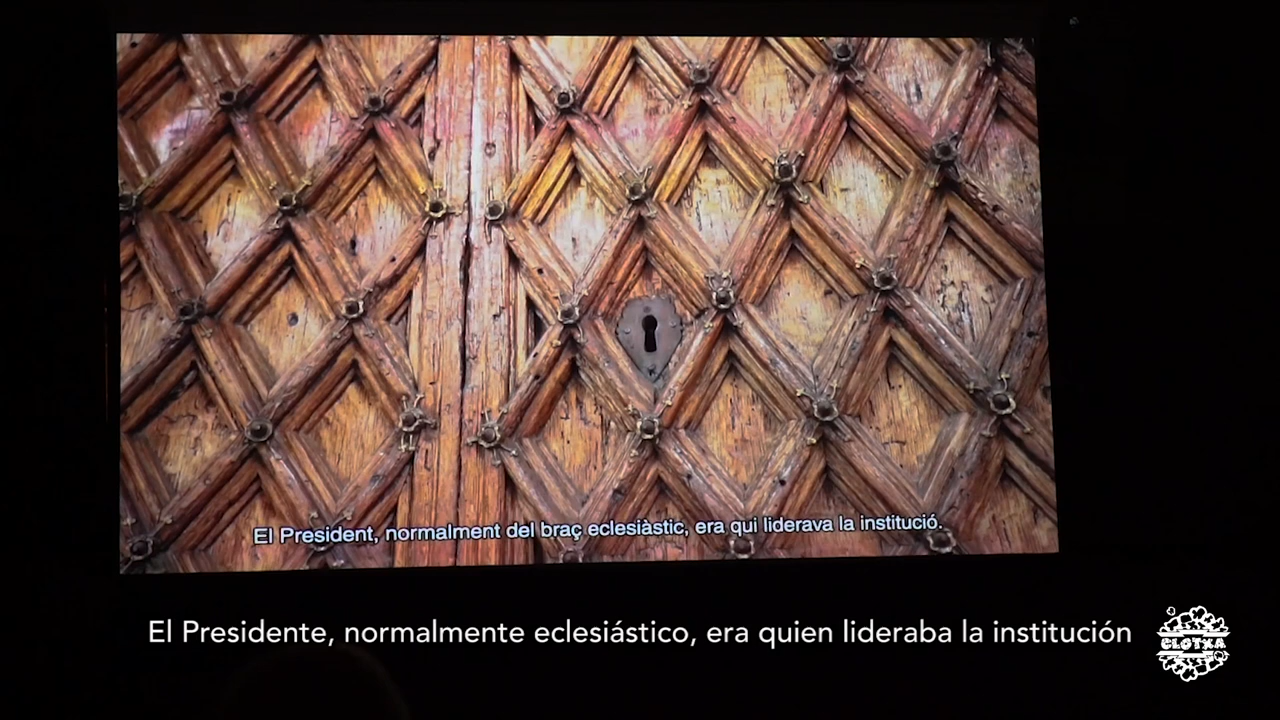 El President, normalment del braç eclesiàstic, era qui liderava la institució.
El Presidente, normalmente eclesiástico, era quien lideraba la institución
CLOTXA